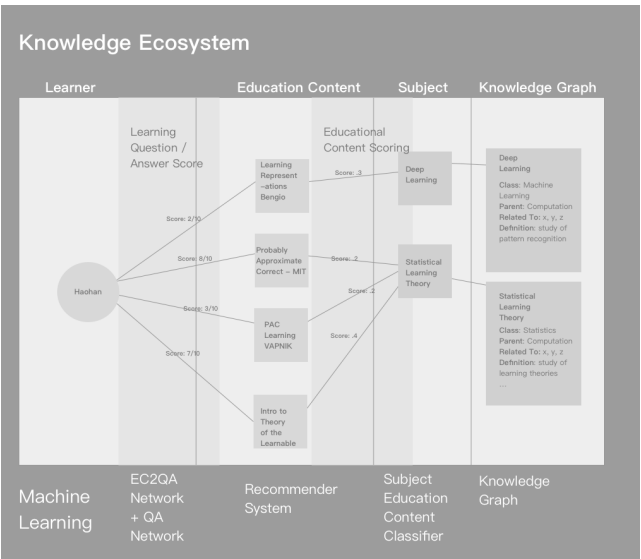 Knowledge Ecosystem
Learner
Education Content
Subject
Knowledge Graph
Learning
Question /
Answer Score
Educational
Content Scoring
Haohan
Score: 2/10
Score: 8/10
Score: 3/10
Score: 7/10
Learning
Represent
-ations
Bengio
Probably
Approximate
Correct - MIT
PAC
Learning
VAPNIK
Intro to
Theory
of the
Learnable
Score: .3
Score: .2
Score: .2
Score: .4
Deep
Learning
Statistical
Learning
Theory
Deep
Learning
Class: Machine
Learning
Parent: Computation
Related To: x, y, z
Definition: study of
pattern recognition
Statistical
Learning
Theory
Class: Statistics
Parent: Computation
Related To: x, y, z
Definition: study of
learning theories
....
Machine
Learning
EC2QA
Network
+ QA
Network
Recommender
System
Subject
Education
Content
Classifier
Knowledge
Graph